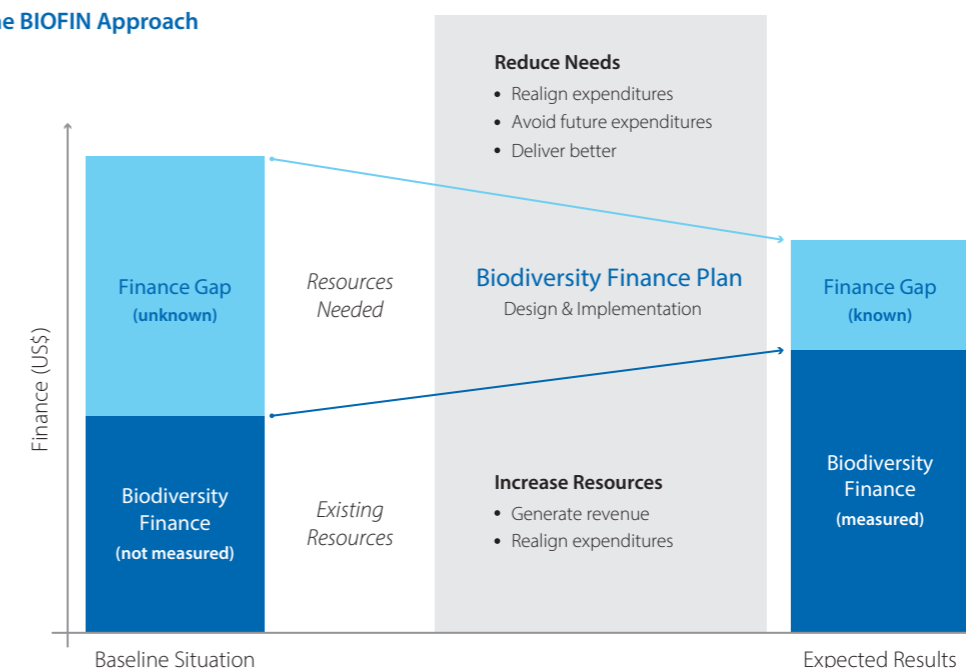 he BIOFIN Approach
Reduce Needs
• Realign expenditures
• Avoid future expenditures
• Deliver better
Finance (US$)
Finance Gap
(unknown)
Resources
Needed
Biodiversity Finance Plan
Design & Implementation
Finance Gap
(known)
Biodiversity
Finance
(not measured)
Existing
Resources
Increase Resources
• Generate revenue
• Realign expenditures
Biodiversity
Finance
(measured)
Baseline Situation
Expected Results